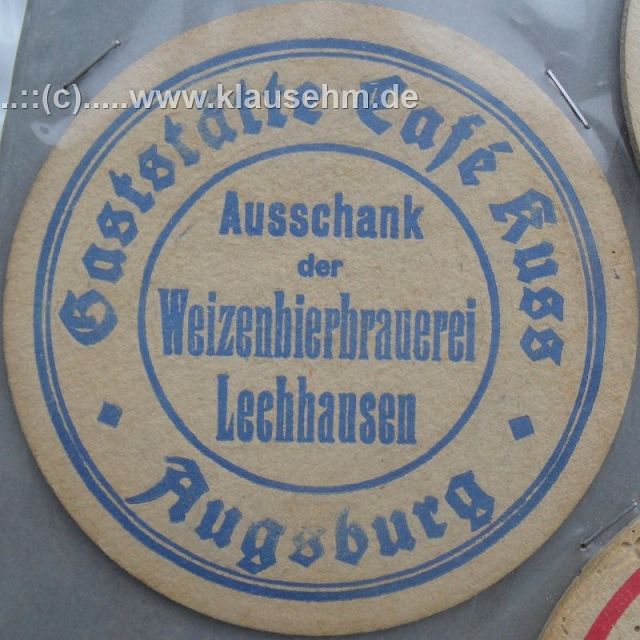 ..::(c).....www.klausehm.de
Gaststätte Café Kuss
Ausschank
der
Weizenbierbrauerei
Lechhausen
Augsburg